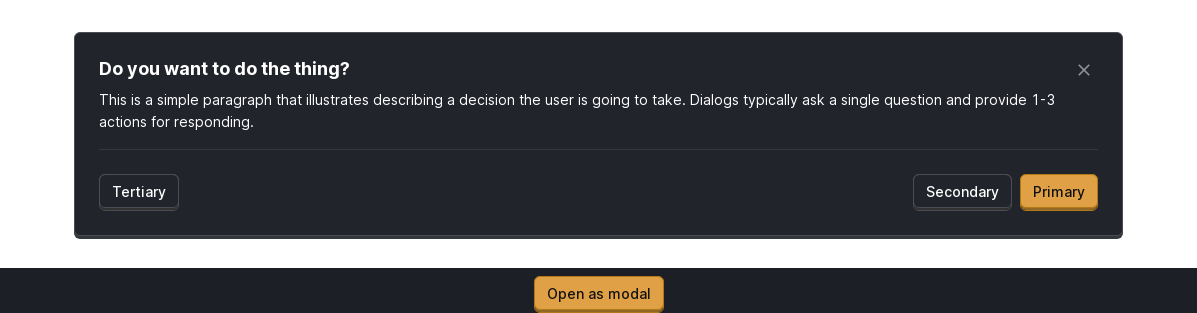 Do you want to do the thing?
This is a simple paragraph that illustrates describing a decision the user is going to take. Dialogs typically ask a single question and provide 1-3
actions for responding.
Tertiary
Secondary
Primary
Open as modal